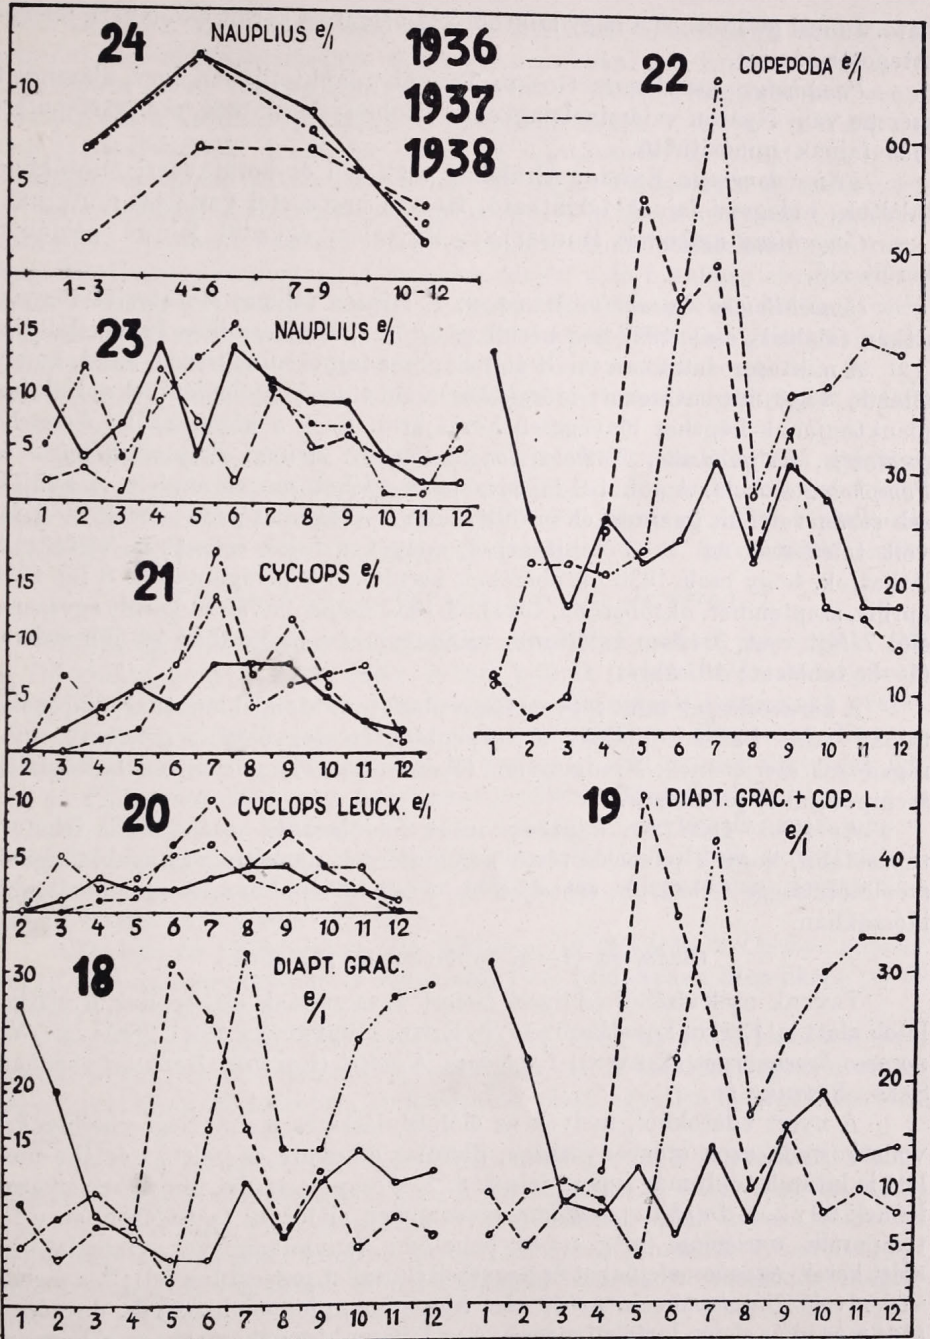 24 NAUPLIUS e/l
1936
1937
1938
10
5
1-3 4-6 7-9 10-12
23 NAUPLIUS e/l
15
10
5
1 2 3 4 5 6 7 8 9 10 11 12
22 COPEPODA e/l
60
50
30
20
10
1 2 3 4 5 6 7 8 9 10 11 12
21 CYCLOPS e/l
15
10
5
2 3 4 5 6 7 8 9 10 11 12
20 CYCLOPS LEUCK. e/l
10
5
2 3 4 5 6 7 8 9 10 11 12
19 DIAPT. GRAC. + COP. L.
e/l
40
30
20
10
5
1 2 3 4 5 6 7 8 9 10 11 12
18 DIAPT. GRAC.
e/l
30
20
15
10
5
1 2 3 4 5 6 7 8 9 10 11 12